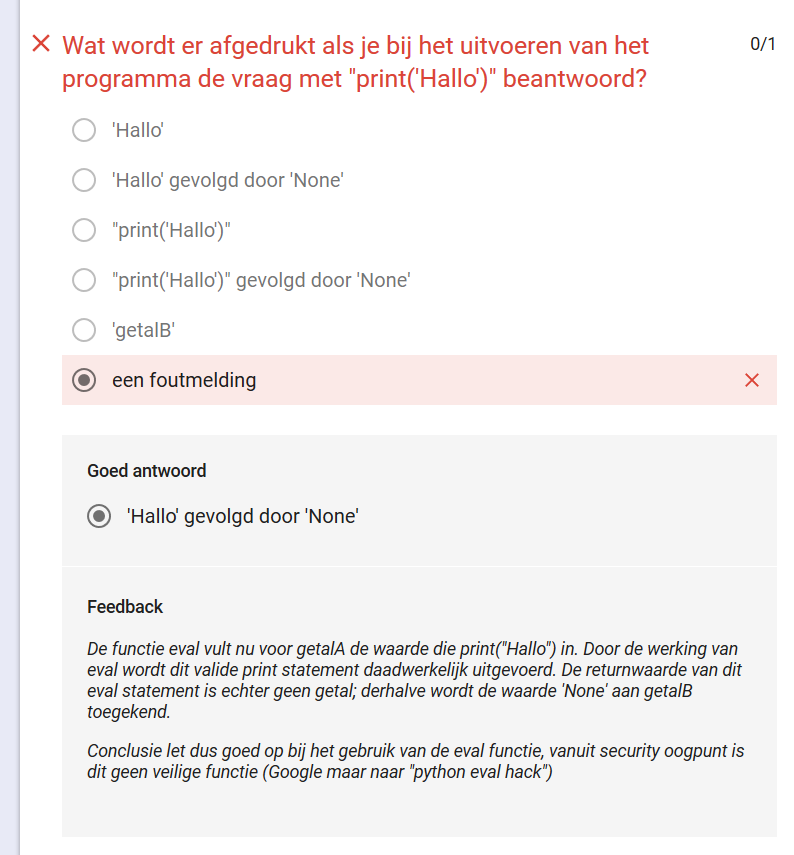 Wat wordt er afgedrukt als je bij het uitvoeren van het
0/1
programma de vraag met "print('Hallo')" beantwoord?
'Hallo'
'Hallo' gevolgd door 'None'
"print('Hallo')"
"print('Hallo')" gevolgd door 'None'
'getalB'
een foutmelding
Goed antwoord
'Hallo' gevolgd door 'None'
Feedback
De functie eval vult nu voor getalA de waarde die print("Hallo") in. Door de werking van
eval wordt dit valide print statement daadwerkelijk uitgevoerd. De returnwaarde van dit
eval statement is echter geen getal; derhalve wordt de waarde 'None' aan getalB
toegekend.
Conclusie let dus goed op bij het gebruik van de eval functie, vanuit security oogpunt is
dit geen veilige functie (Google maar naar "python eval hack")